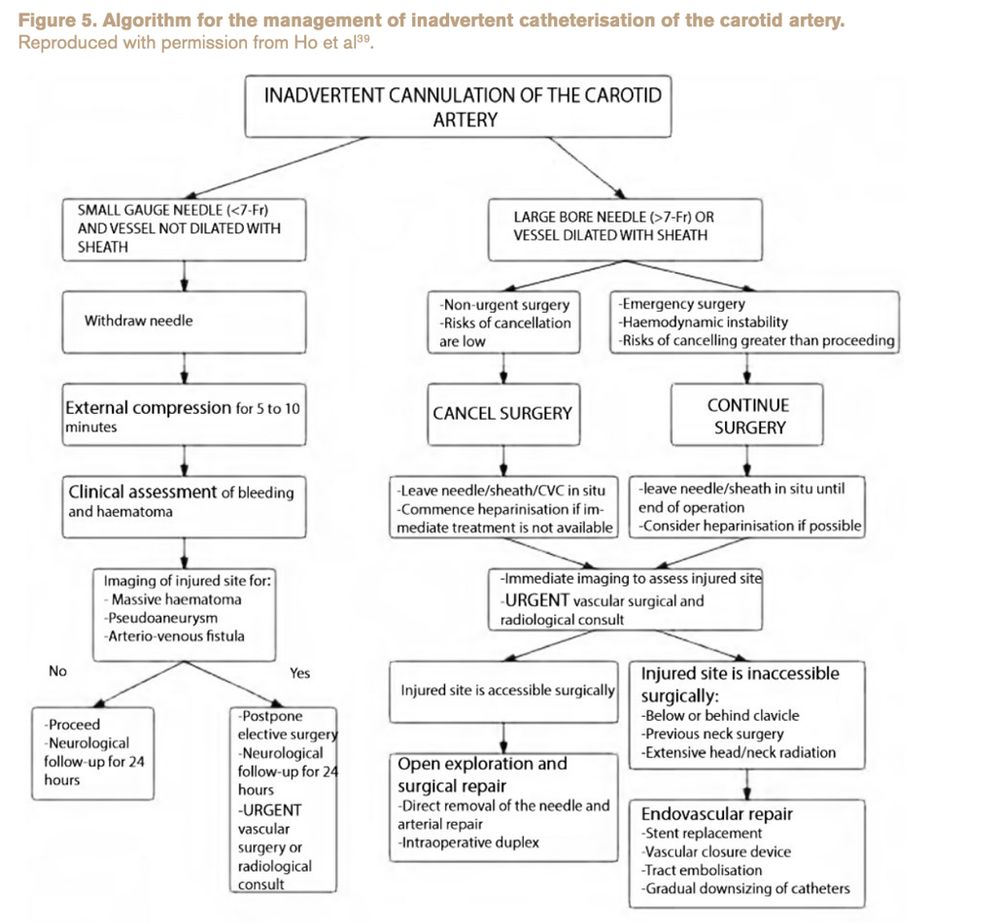 Figure 5. Algorithm for the management of inadvertent catheterisation of the carotid artery.
Reproduced with permission from Ho et al³⁹.
INADVERTENT CANNULATION OF THE CAROTID
ARTERY
SMALL GAUGE NEEDLE (<7-Fr)
AND VESSEL NOT DILATED WITH
SHEATH
LARGE BORE NEEDLE (>7-Fr) OR
VESSEL DILATED WITH SHEATH
Withdraw needle
-Non-urgent surgery
-Risks of cancellation
are low
-Emergency surgery
-Haemodynamic instability
-Risks of cancelling greater than proceeding
External compression for 5 to 10
minutes
CANCEL SURGERY
CONTINUE
SURGERY
Clinical assessment of bleeding
and haematoma
-Leave needle/sheath/CVC in situ
-Commence heparinisation if im-
mediate treatment is not available
-leave needle/sheath in situ until
end of operation
-Consider heparinisation if possible
Imaging of injured site for:
- Massive haematoma
-Pseudoaneurysm
-Arterio-venous fistula
-Immediate imaging to assess injured site
-URGENT vascular surgical and
radiological consult
No
Yes
-Proceed
-Neurological
follow-up for 24
hours
-Postpone
elective surgery
-Neurological
follow-up for 24
hours
-URGENT
vascular
surgery or
radiological
consult
Injured site is accessible surgically
Injured site is inaccessible
surgically:
-Below or behind clavicle
-Previous neck surgery
-Extensive head/neck radiation
Open exploration and
surgical repair
-Direct removal of the needle and
arterial repair
-Intraoperative duplex
Endovascular repair
-Stent replacement
-Vascular closure device
-Tract embolisation
-Gradual downsizing of catheters